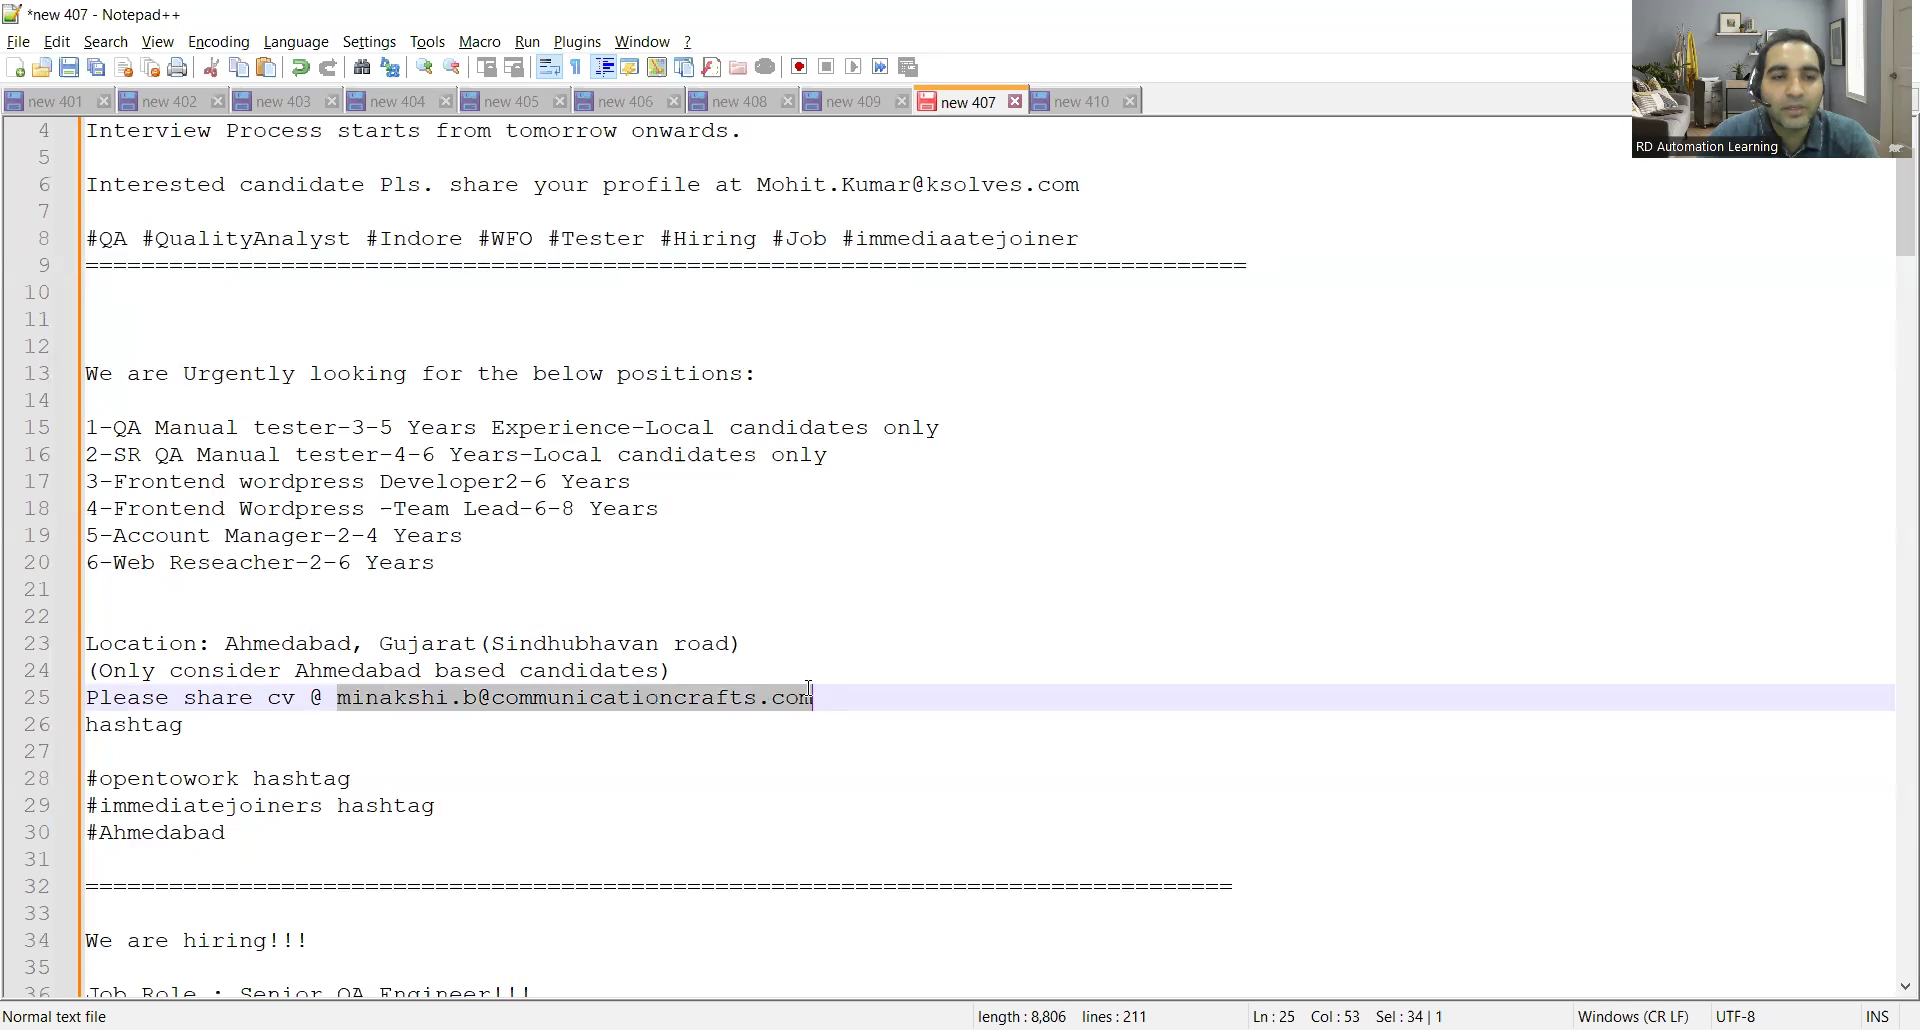 *new 407 - Notepad++
File Edit Search View Encoding Language Settings Tools Macro Run Plugins Window ?
new 401 new 402 new 403 new 404 new 405 new 406 new 408 new 409 new 407 new 410
RD Automation Learning
4 Interview Process starts from tomorrow onwards.
5
6 Interested candidate Pls. share your profile at Mohit.Kumar@ksolves.com
7
8 #QA #QualityAnalyst #Indore #WFO #Tester #Hiring #Job #immediaatejoiner
9 ===================================================================================
10
11
12
13 We are Urgently looking for the below positions:
14
15 1-QA Manual tester-3-5 Years Experience-Local candidates only
16 2-SR QA Manual tester-4-6 Years-Local candidates only
17 3-Frontend wordpress Developer2-6 Years
18 4-Frontend Wordpress -Team Lead-6-8 Years
19 5-Account Manager-2-4 Years
20 6-Web Reseacher-2-6 Years
21
22
23 Location: Ahmedabad, Gujarat(Sindhubhavan road)
24 (Only consider Ahmedabad based candidates)
25 Please share cv @ minakshi.b@communicationcrafts.com
26 hashtag
27
28 #opentowork hashtag
29 #immediatejoiners hashtag
30 #Ahmedabad
31
32 ==================================================================================
33
34 We are hiring!!!
35
36 Job Role : Senior QA Engineer!!!
Normal text file length : 8,806 lines : 211 Ln : 25 Col : 53 Sel : 34 | 1 Windows (CR LF) UTF-8 INS